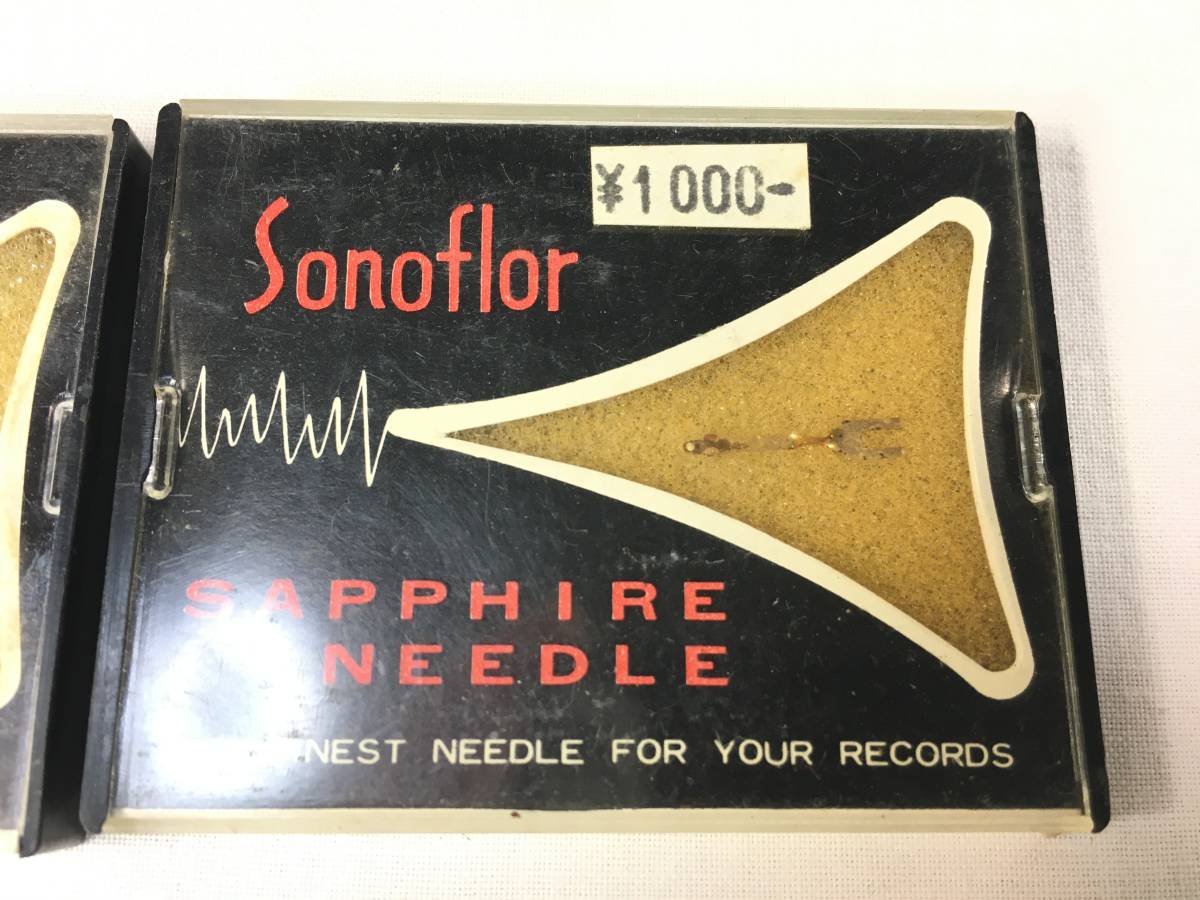 ¥1000-
Sonoflor
SAPPHIRE
NEEDLE
NEST NEEDLE FOR YOUR RECORDS